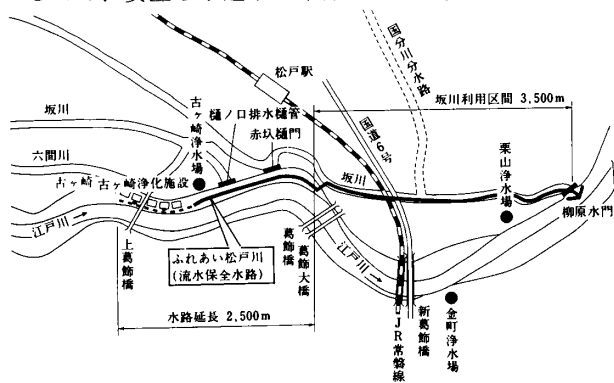 国分川分水路
松戸駅
坂川利用区間 3,500m
古ヶ崎浄水場
樋ノ口排水樋管
赤圦樋門
国道6号
坂川
六間川
古ヶ崎
古ヶ崎浄化施設
坂川
栗山浄水場
柳原水門
江戸川
上葛飾橋
ふれあい松戸川
(流水保全水路)
葛飾橋
葛飾大橋
江戸川
水路延長 2,500m
JR常磐線
新葛飾橋
金町浄水場